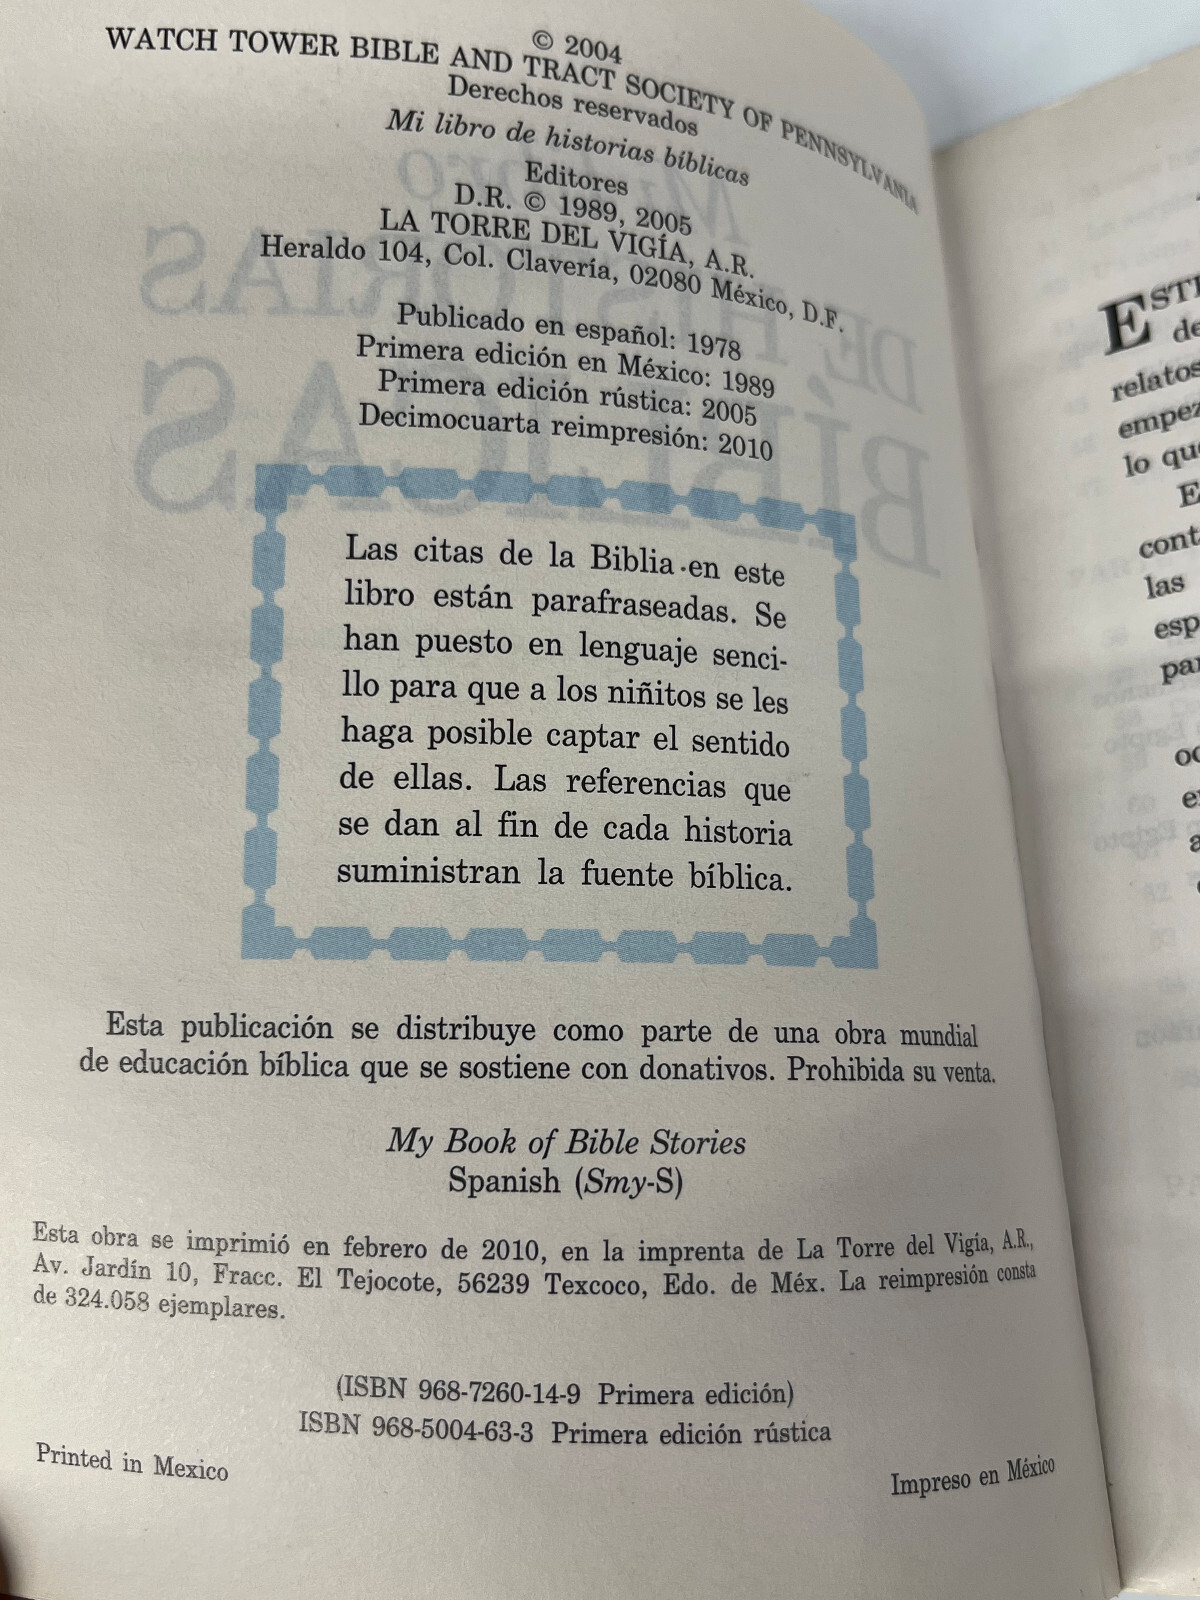 © 2004
WATCH TOWER BIBLE AND TRACT SOCIETY OF PENNSYLVANIA
Derechos reservados
Mi libro de historias bíblicas
Editores
D.R. © 1989, 2005
LA TORRE DEL VIGÍA, A.R.
Heraldo 104, Col. Clavería, 02080 México, D.F.
Publicado en español: 1978
Primera edición en México: 1989
Primera edición rústica: 2005
Decimocuarta reimpresión: 2010
Las citas de la Biblia en este
libro están parafraseadas. Se
han puesto en lenguaje senci-
llo para que a los niñitos se les
haga posible captar el sentido
de ellas. Las referencias que
se dan al fin de cada historia
suministran la fuente bíblica.
Esta publicación se distribuye como parte de una obra mundial
de educación bíblica que se sostiene con donativos. Prohibida su venta.
My Book of Bible Stories
Spanish (Smy-S)
Esta obra se imprimió en febrero de 2010, en la imprenta de La Torre del Vigía, A.R.,
Av. Jardín 10, Fracc. El Tejocote, 56239 Texcoco, Edo. de Méx. La reimpresión consta
de 324.058 ejemplares.
(ISBN 968-7260-14-9 Primera edición)
ISBN 968-5004-63-3 Primera edición rústica
Printed in Mexico
Impreso en México
relatos
lo que
las